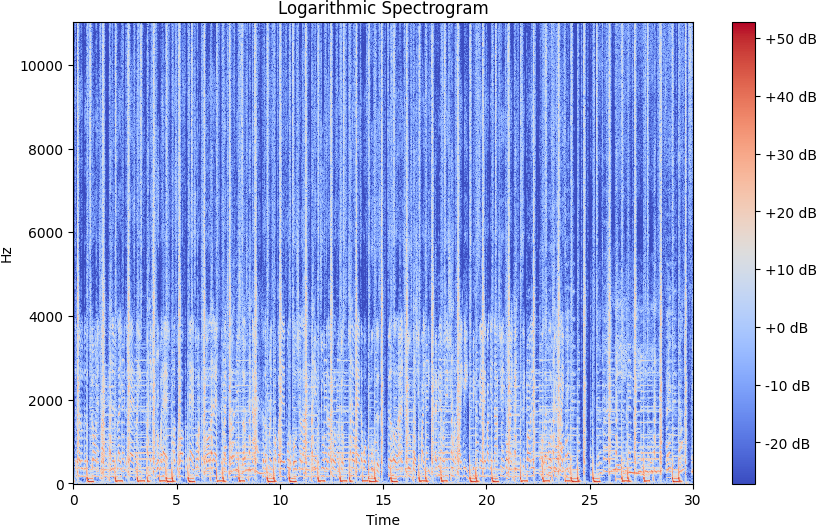 Logarithmic Spectrogram
Hz
10000
8000
6000
4000
2000
0
0 5 10 15 20 25 30
Time
+50 dB
+40 dB
+30 dB
+20 dB
+10 dB
+0 dB
-10 dB
-20 dB